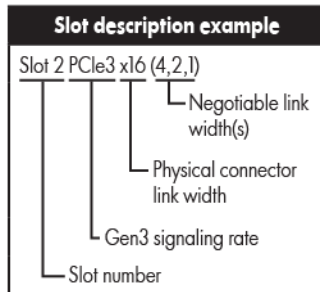 Slot description example
Slot 2 PCIe3 x16 (4,2,1)
Negotiable link
width(s)
Physical connector
link width
Gen3 signaling rate
Slot number